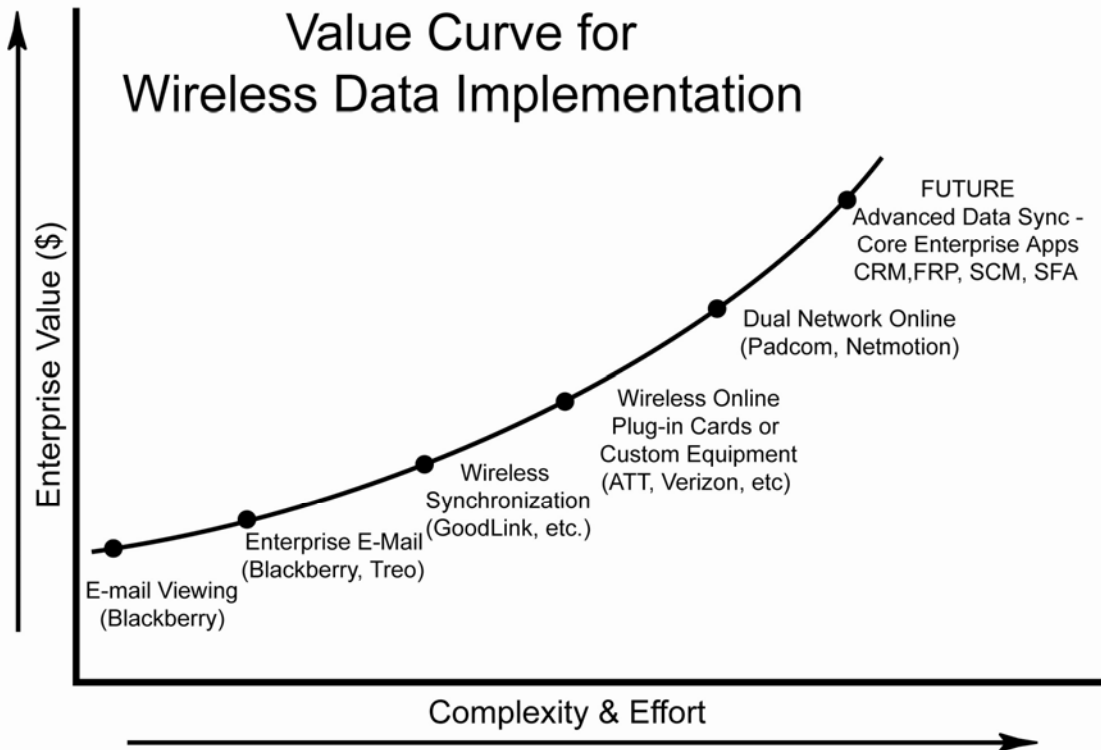 Value Curve for
Wireless Data Implementation
Enterprise Value ($)
FUTURE
Advanced Data Sync -
Core Enterprise Apps
CRM,FRP, SCM, SFA
Dual Network Online
(Padcom, Netmotion)
Wireless Online
Plug-in Cards or
Custom Equipment
(ATT, Verizon, etc)
Wireless
Synchronization
(GoodLink, etc.)
Enterprise E-Mail
(Blackberry, Treo)
E-mail Viewing
(Blackberry)
Complexity & Effort